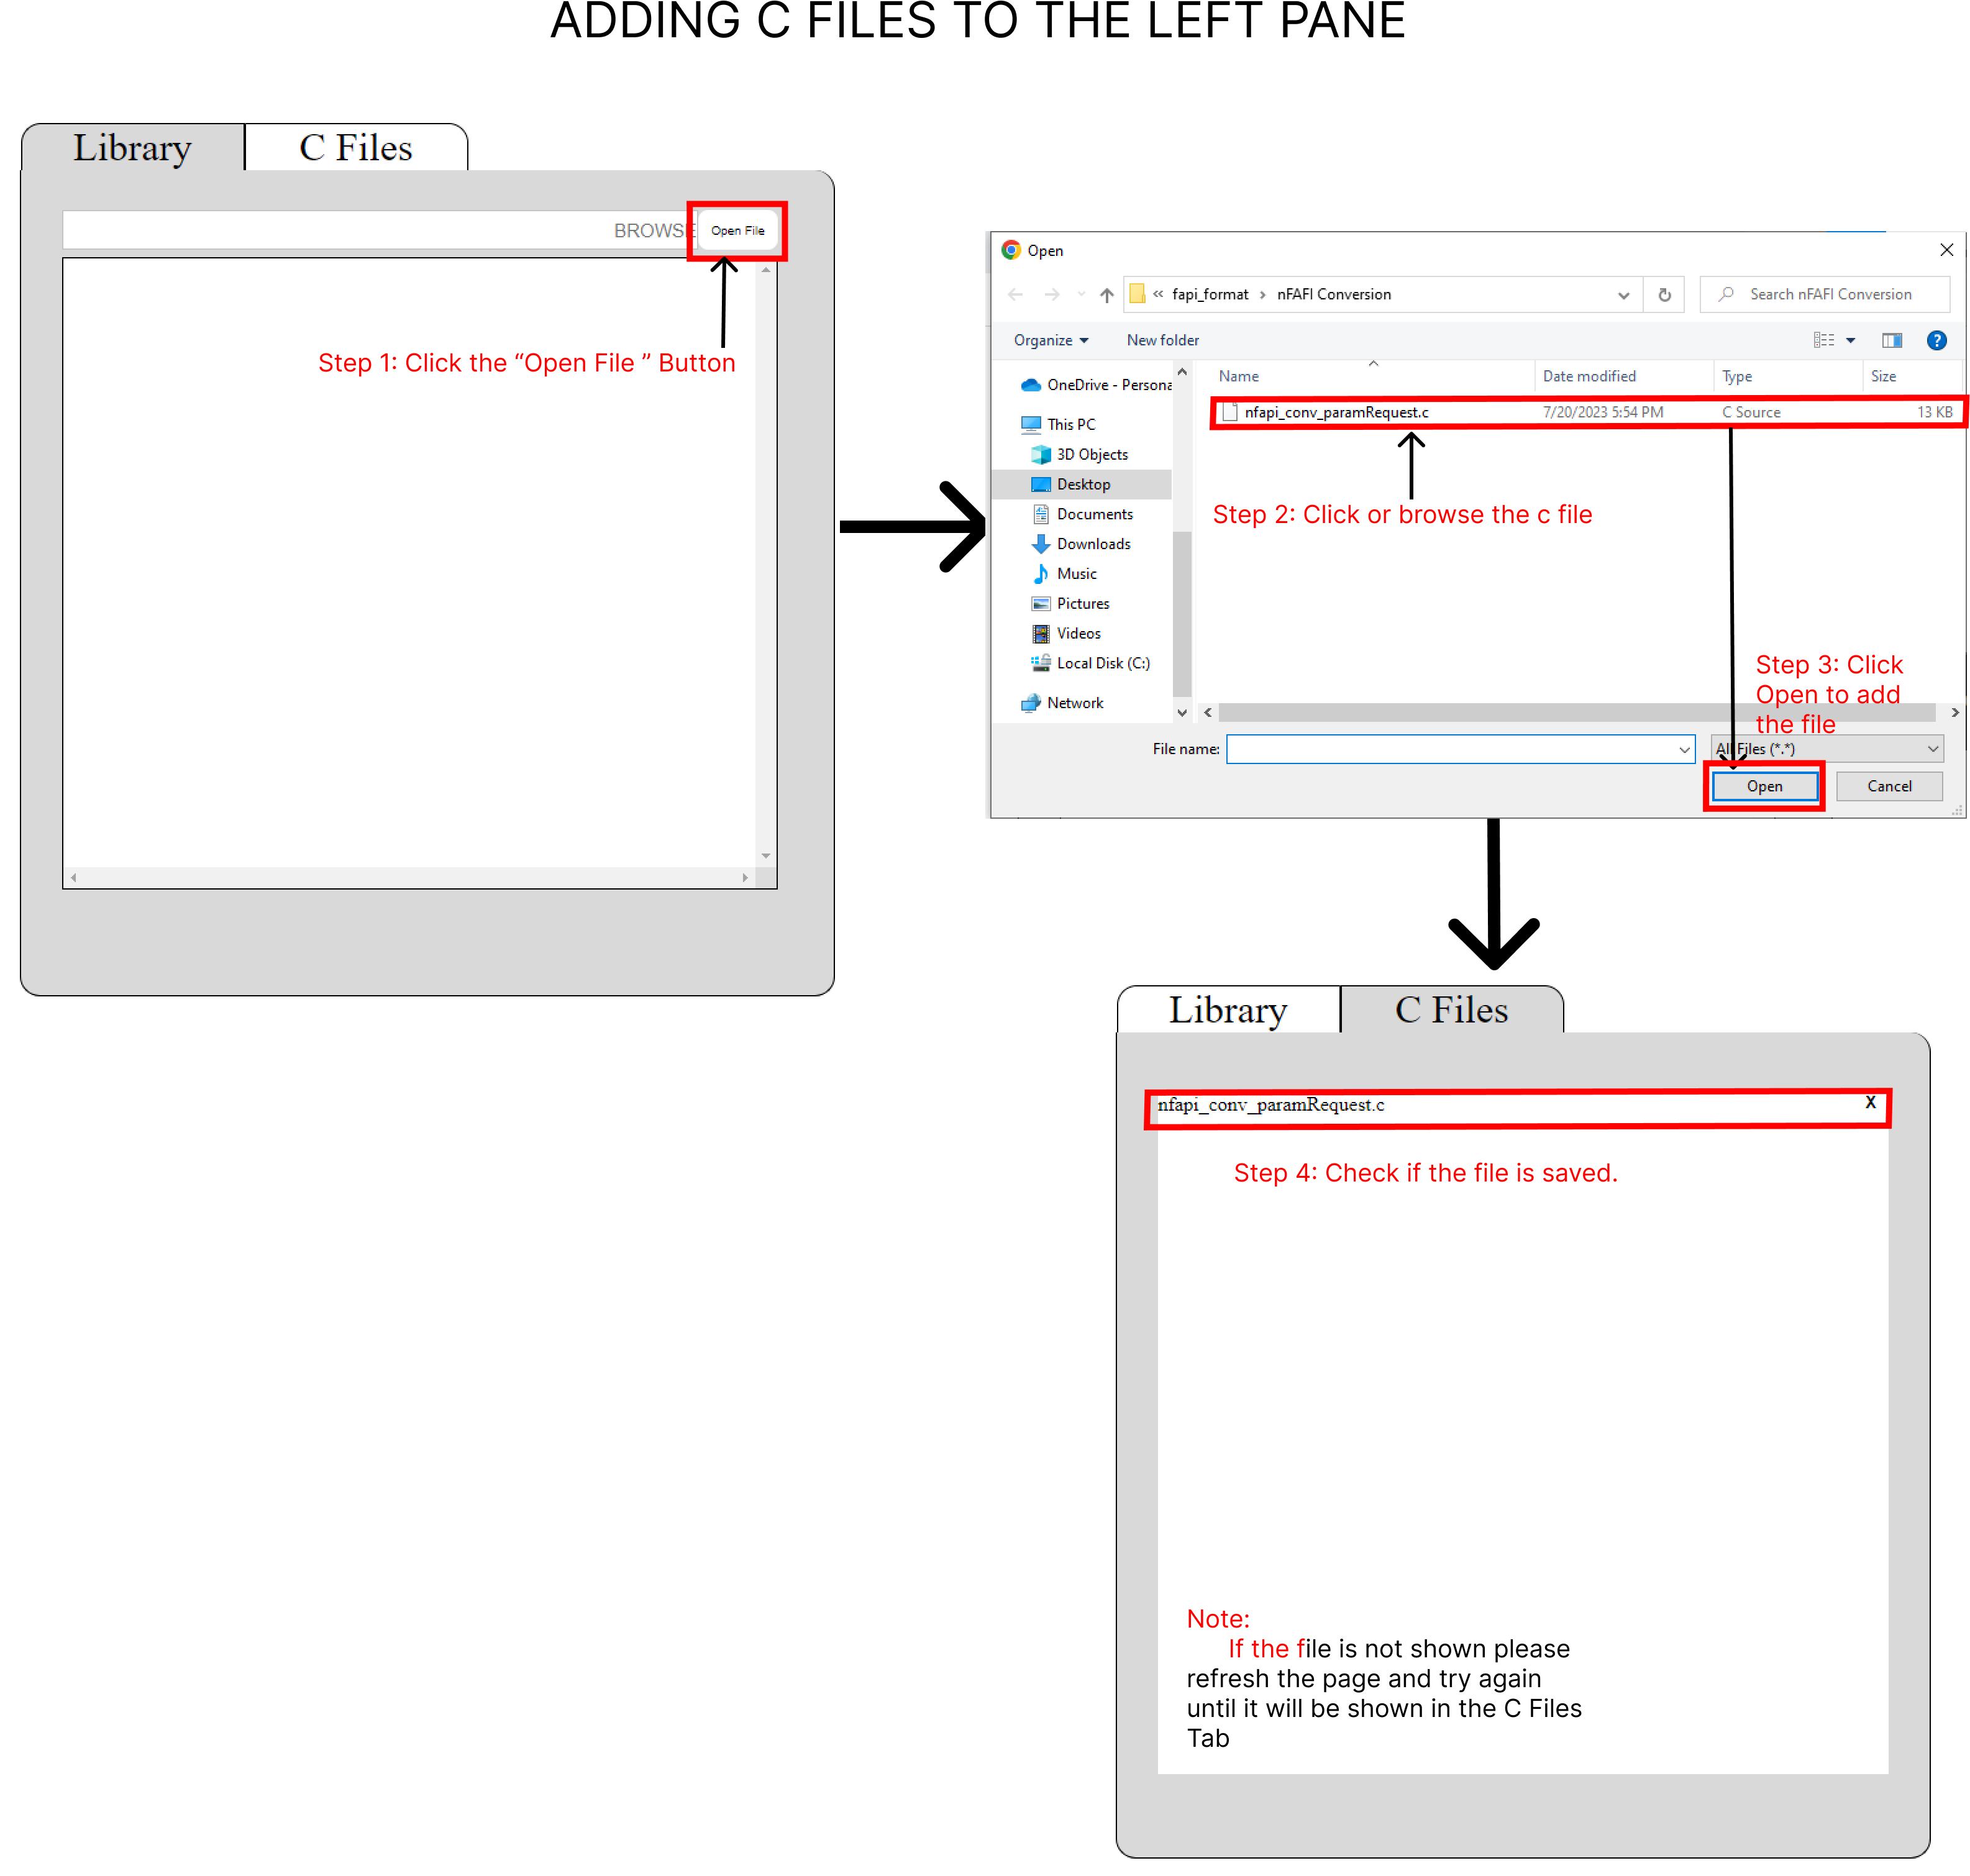 ADDING C FILES TO THE LEFT PANE
Library
C Files
BROWSE
Open File
Step 1: Click the “Open File ” Button
Open
« fapi_format › nFAFI Conversion
Search nFAFI Conversion
Organize
New folder
Name
Date modified
Type
Size
OneDrive - Persona
nfapi_conv_paramRequest.c
7/20/2023 5:54 PM
C Source
13 KB
This PC
3D Objects
Desktop
Documents
Downloads
Music
Pictures
Videos
Local Disk (C:)
Network
Step 2: Click or browse the c file
Step 3: Click
Open to add
the file
File name:
All Files (*.*)
Open
Cancel
Library
C Files
nfapi_conv_paramRequest.c
X
Step 4: Check if the file is saved.
Note:
If the file is not shown please
refresh the page and try again
until it will be shown in the C Files
Tab